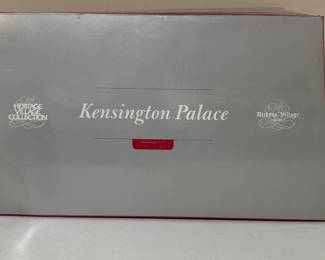 HERITAGE
VILLAGE
COLLECTION
Kensington Palace
Dickens' Village